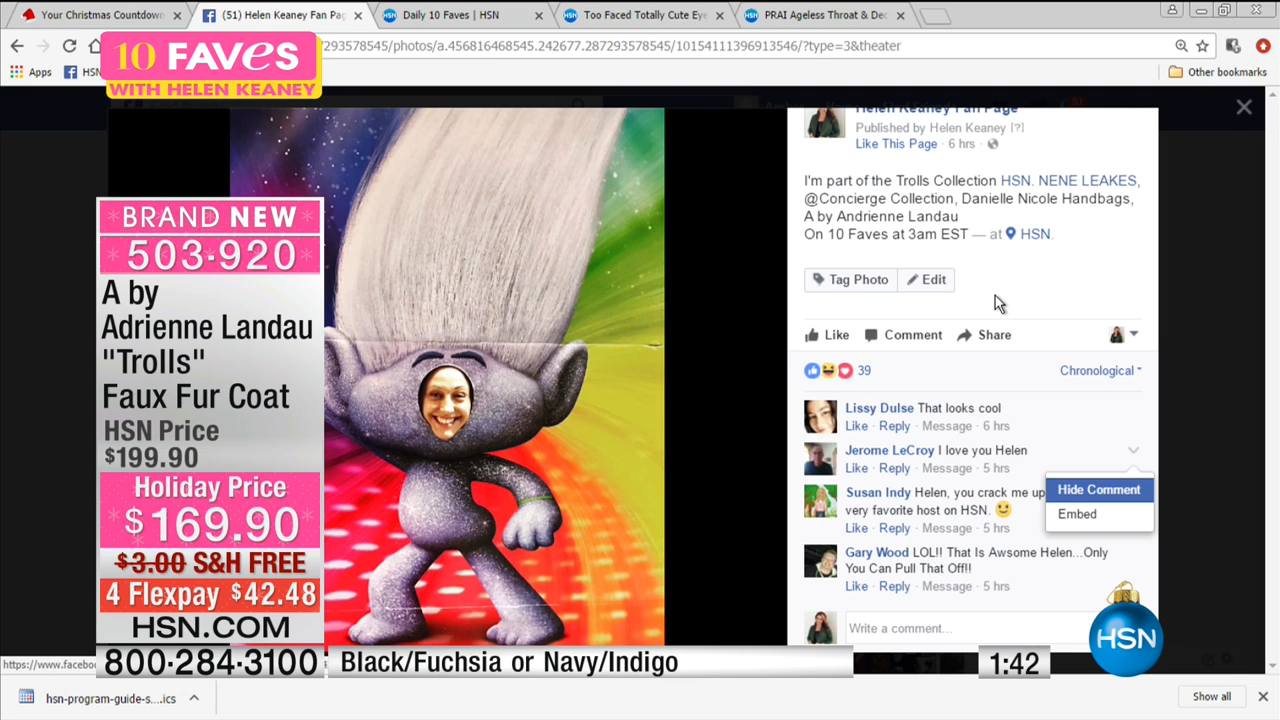 Your Christmas Countdown
(51) Helen Keaney Fan Pag
Daily 10 Faves | HSN
Too Faced Totally Cute Eye
PRAI Ageless Throat & Dec
293578545/photos/a.456816468545.242677.287293578545/10154111396913546/?type=3&theater
Apps
HSN
Other bookmarks
10 FAVES
WITH HELEN KEANEY
Helen Keaney Fan Page
Published by Helen Keaney [?]
Like This Page · 6 hrs ·
I'm part of the Trolls Collection HSN. NENE LEAKES,
@Concierge Collection, Danielle Nicole Handbags,
A by Andrienne Landau
On 10 Faves at 3am EST — at HSN.
Tag Photo
Edit
Like Comment Share
39
Chronological
Lissy Dulse That looks cool
Like · Reply · Message · 6 hrs
Jerome LeCroy I love you Helen
Like · Reply · Message · 5 hrs
Susan Indy Helen, you crack me up
very favorite host on HSN.
Like · Reply · Message · 5 hrs
Hide Comment
Embed
Gary Wood LOL!! That Is Awsome Helen...Only
You Can Pull That Off!!
Like · Reply · Message · 5 hrs
Write a comment...
BRAND NEW
503-920
A by
Adrienne Landau
"Trolls"
Faux Fur Coat
HSN Price
$199.90
Holiday Price
$169.90
$3.00 S&H FREE
4 Flexpay $42.48
HSN.COM
800-284-3100
Black/Fuchsia or Navy/Indigo
1:42
HSN
https://www.facebo
hsn-program-guide-s....ics
Show all